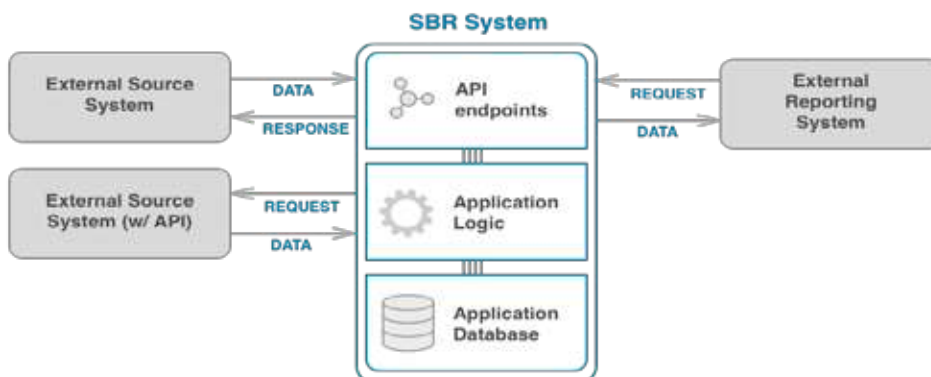 SBR System
External Source
System
DATA
RESPONSE
API
endpoints
REQUEST
DATA
External
Reporting
System
External Source
System (w/ API)
REQUEST
DATA
Application
Logic
Application
Database